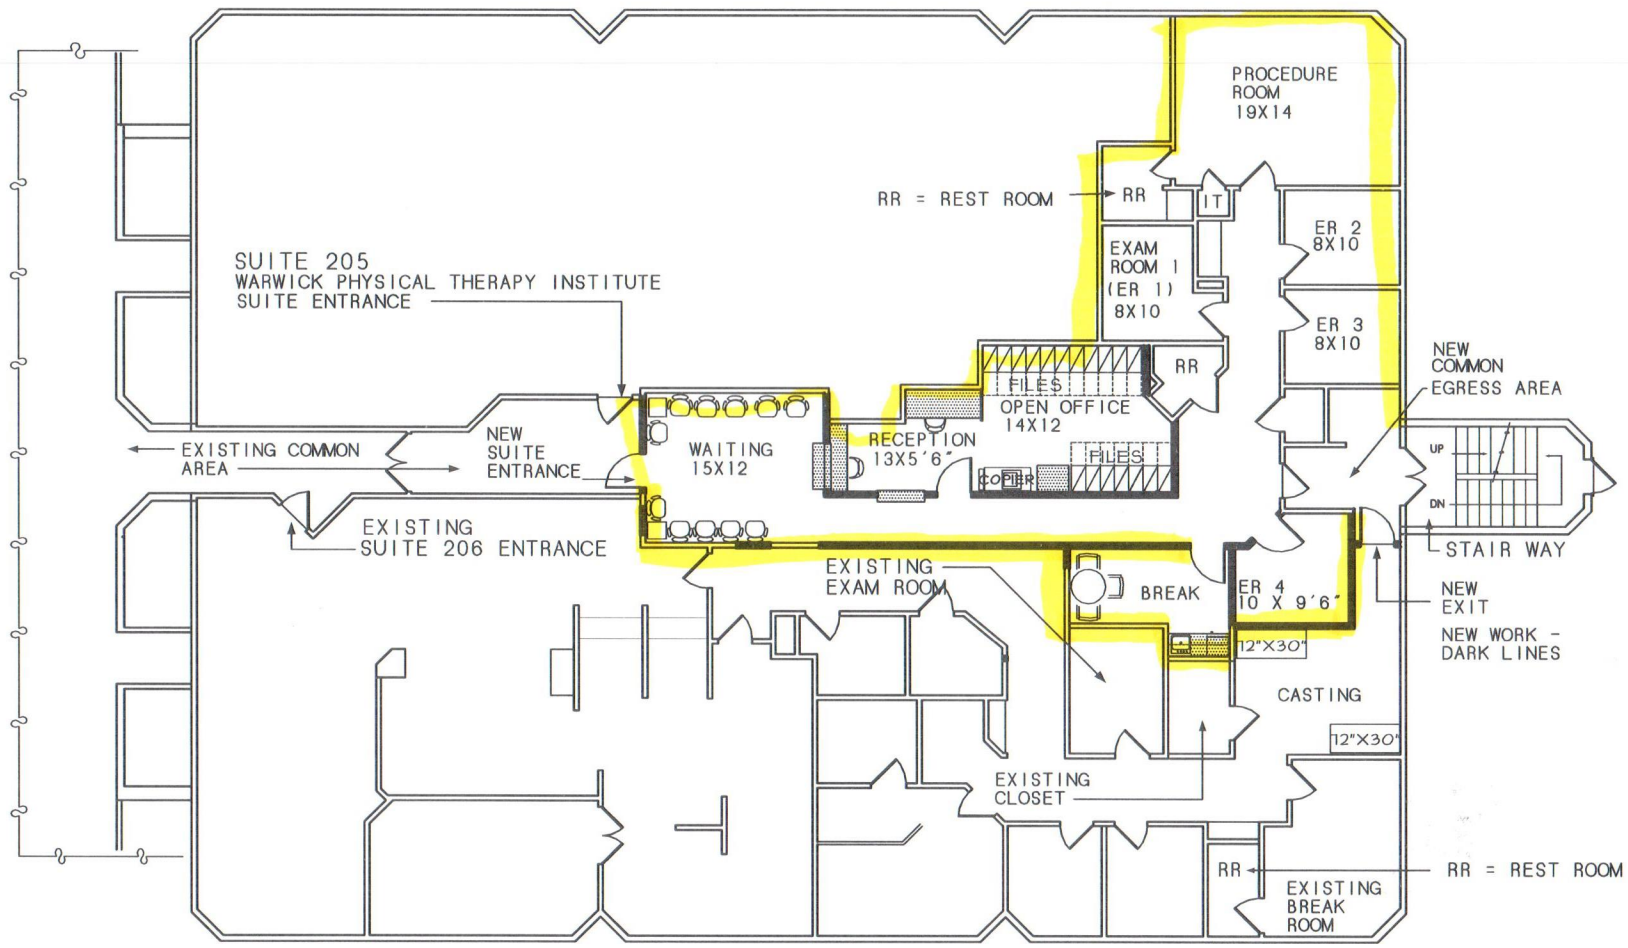 PROCEDURE
ROOM
19X14
RR = REST ROOM
RR
IT
ER 2
8X10
EXAM
ROOM 1
(ER 1)
8X10
SUITE 205
WARWICK PHYSICAL THERAPY INSTITUTE
SUITE ENTRANCE
ER 3
8X10
NEW
COMMON
EGRESS AREA
RR
FILES
OPEN OFFICE
14X12
EXISTING COMMON
AREA
NEW
SUITE
ENTRANCE
WAITING
15X12
RECEPTION
13X5'6"
FILES
COPIER
UP
DN
EXISTING
SUITE 206 ENTRANCE
STAIR WAY
EXISTING
EXAM ROOM
BREAK
ER 4
10 X 9'6"
NEW
EXIT
NEW WORK -
DARK LINES
12"X30"
CASTING
12"X30"
EXISTING
CLOSET
RR
RR = REST ROOM
EXISTING
BREAK
ROOM